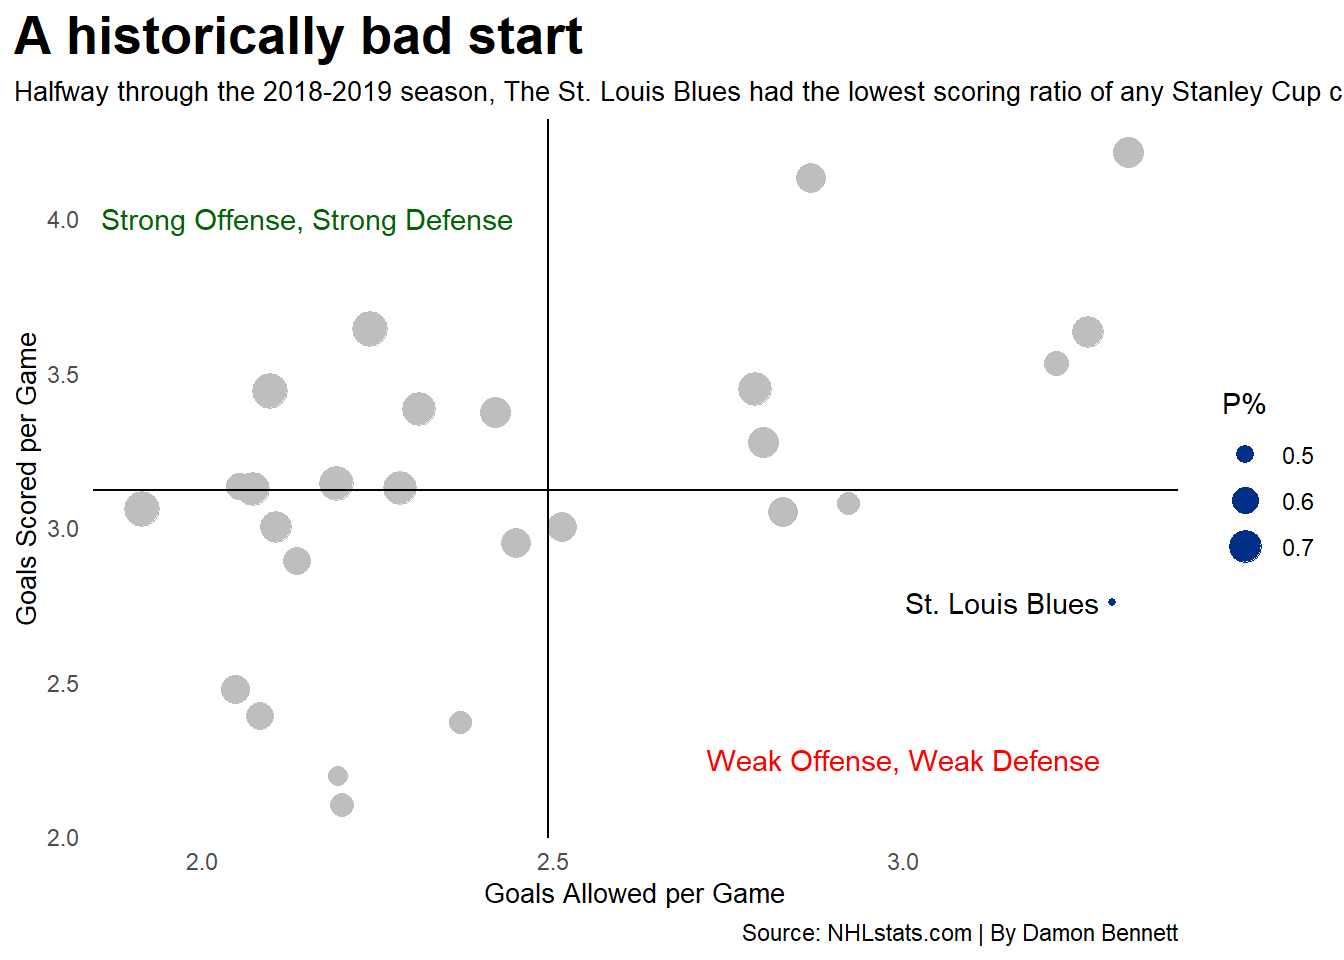 A historically bad start
Halfway through the 2018-2019 season, The St. Louis Blues had the lowest scoring ratio of any Stanley Cup c
4.0
Strong Offense, Strong Defense
3.5
Goals Scored per Game
P%
0.5
0.6
0.7
3.0
St. Louis Blues
2.5
Weak Offense, Weak Defense
2.0
2.0
2.5
3.0
Goals Allowed per Game
Source: NHLstats.com | By Damon Bennett